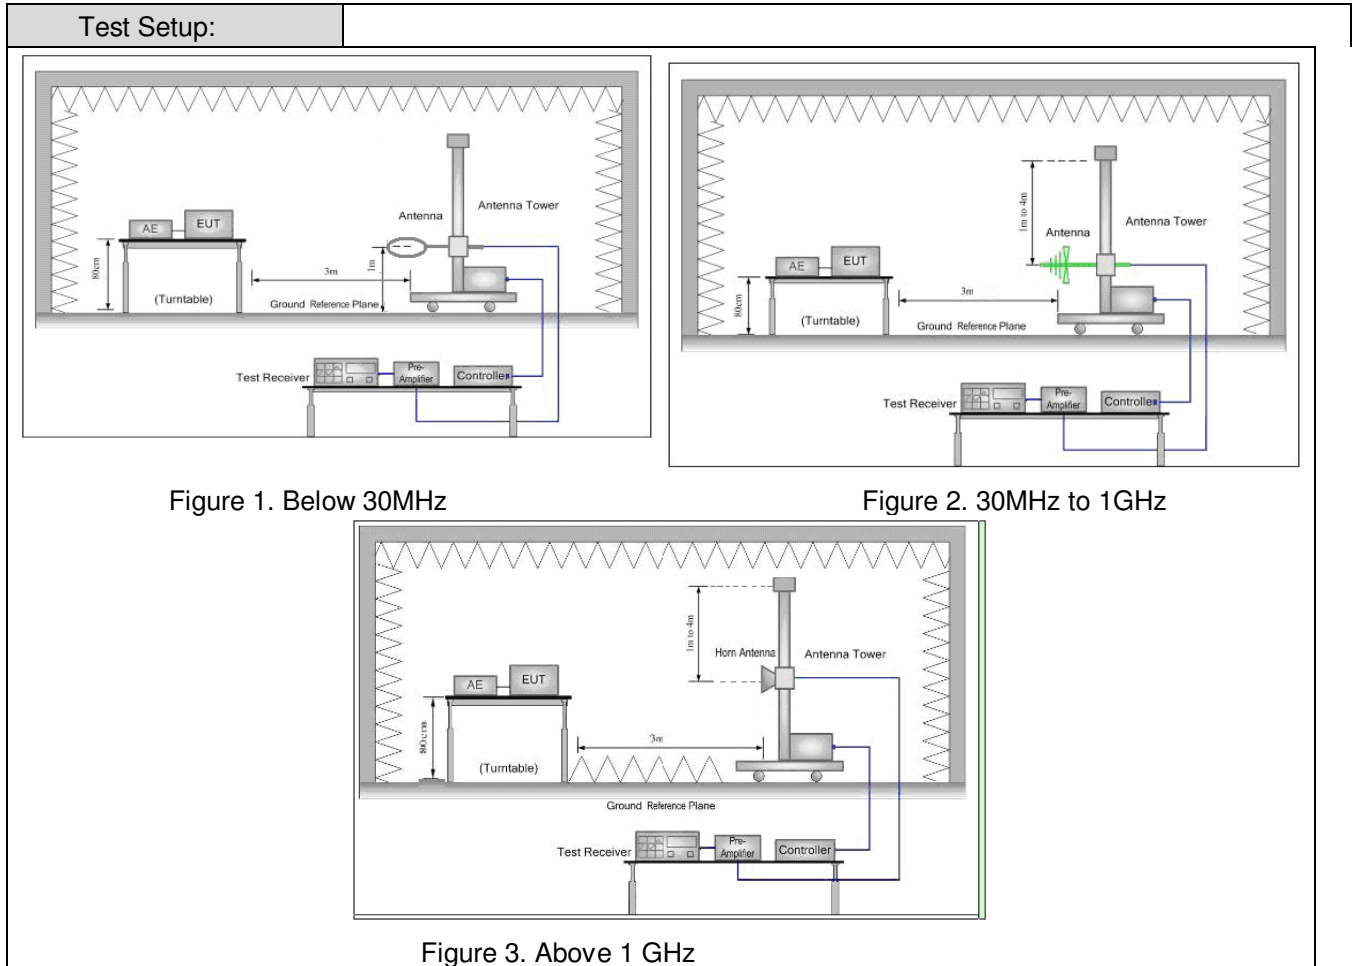 Test Setup:
AE
EUT
80cm
(Turntable)
3m
1m
Antenna
Antenna Tower
Ground Reference Plane
Test Receiver
Pre-
Amplifier
Controller
Figure 1. Below 30MHz
AE
EUT
80cm
(Turntable)
3m
1m to 4m
Antenna
Antenna Tower
Ground Reference Plane
Test Receiver
Pre-
Amplifier
Controller
Figure 2. 30MHz to 1GHz
AE
EUT
80cm
(Turntable)
3m
1m to 4m
Horn Antenna
Antenna Tower
Ground Reference Plane
Test Receiver
Pre-
Amplifier
Controller
Figure 3. Above 1 GHz